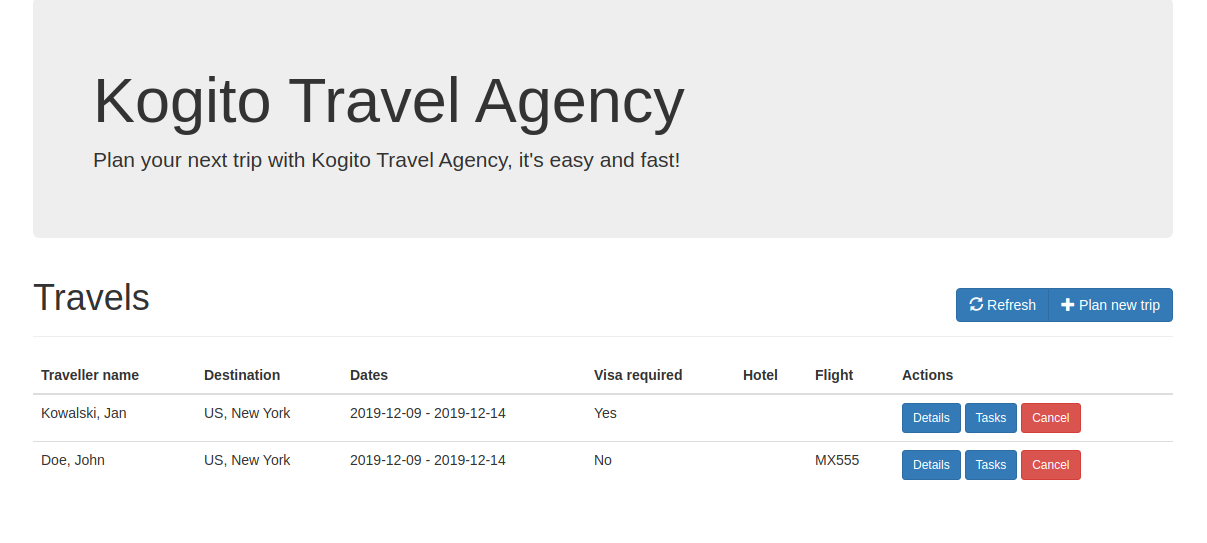 Kogito Travel Agency
Plan your next trip with Kogito Travel Agency, it's easy and fast!
Travels
Refresh Plan new trip
Traveller name Destination Dates Visa required Hotel Flight Actions
Kowalski, Jan US, New York 2019-12-09 - 2019-12-14 Yes Details Tasks Cancel
Doe, John US, New York 2019-12-09 - 2019-12-14 No MX555 Details Tasks Cancel